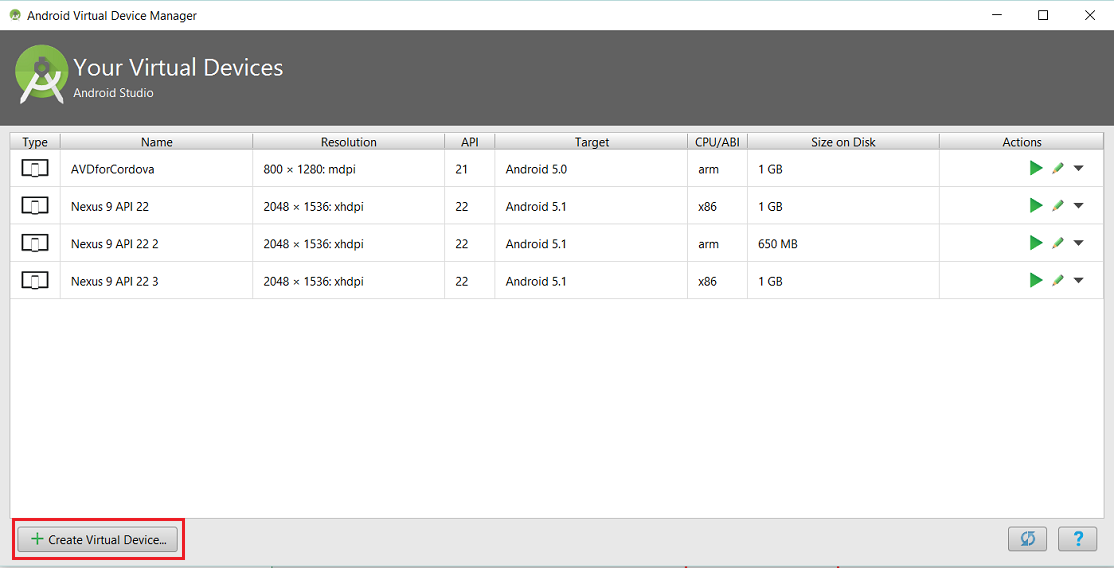 Android Virtual Device Manager
Your Virtual Devices
Android Studio
Type Name Resolution API Target CPU/ABI Size on Disk Actions
AVDforCordova 800 × 1280: mdpi 21 Android 5.0 arm 1 GB
Nexus 9 API 22 2048 × 1536: xhdpi 22 Android 5.1 x86 1 GB
Nexus 9 API 22 2 2048 × 1536: xhdpi 22 Android 5.1 arm 650 MB
Nexus 9 API 22 3 2048 × 1536: xhdpi 22 Android 5.1 x86 1 GB
+ Create Virtual Device... ?